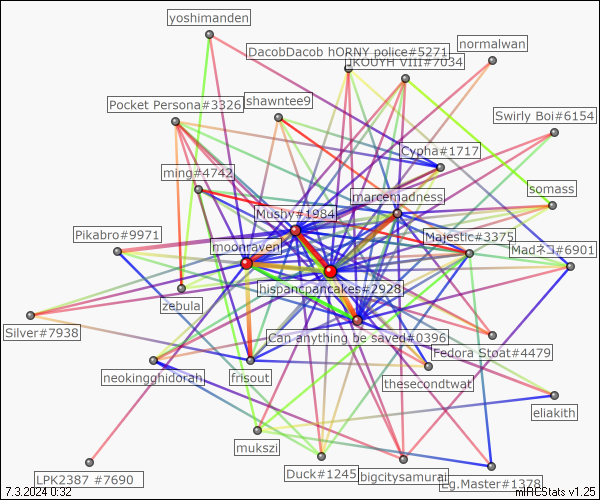 yoshimanden
normalwan
DacobDacob hORNY police#5271
JKOUYH VIII#7034
Pocket Persona#3326
shawntee9
Swirly Boi#6154
Cypha#1717
ming#4742
somass
marcemadness
Mushy#1984
Pikabro#9971
moonraven
Majestic#3375
Madネコ#6901
hispancpancakes#2928
zebula
Silver#7938
Can anything be saved#0396
Fedora Stoat#4479
neokingghidorah
frisout
thesecondtwat
eliakith
mukszi
LPK2387 #7690
Duck#1245
bigcitysamurai
Eg.Master#1378
7.3.2024 0:32
mIRCStats v1.25